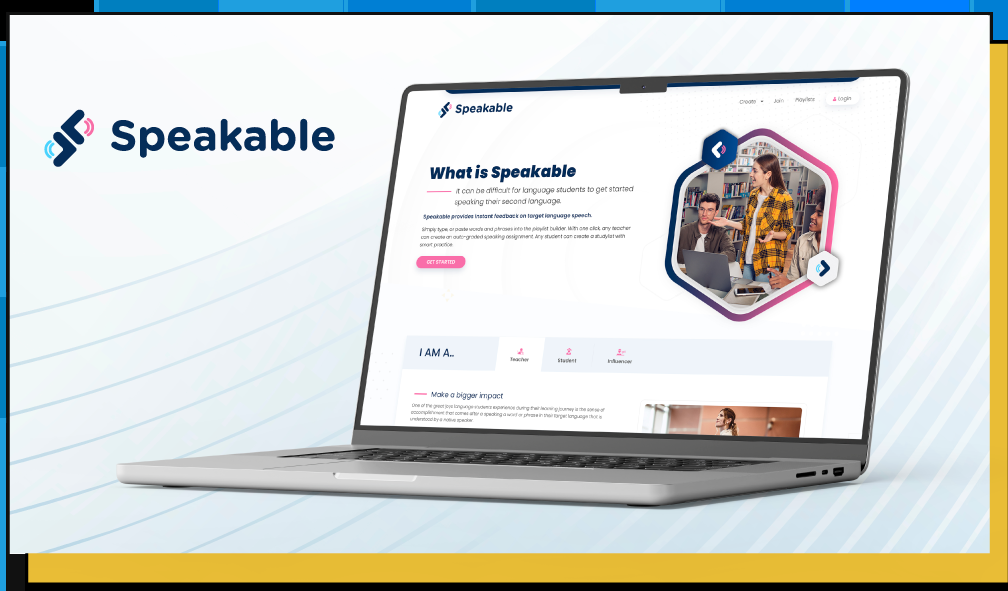 Speakable
Speakable
Create
Join
Playlists
Login
What is Speakable
It can be difficult for language students to get started
speaking their second language.
Speakable provides instant feedback on target language speech.
Simply type or paste words and phrases into the playlist builder. With one click, any teacher
can create an auto-graded speaking assignment. Any student can create a studylist with
smart practice.
GET STARTED
I AM A..
Teacher
Student
Influencer
Make a bigger impact
One of the great joys language students experience during their learning journey is the sense of
accomplishment that comes after a speaking a word or phrase in their target language that is
understood by a native speaker